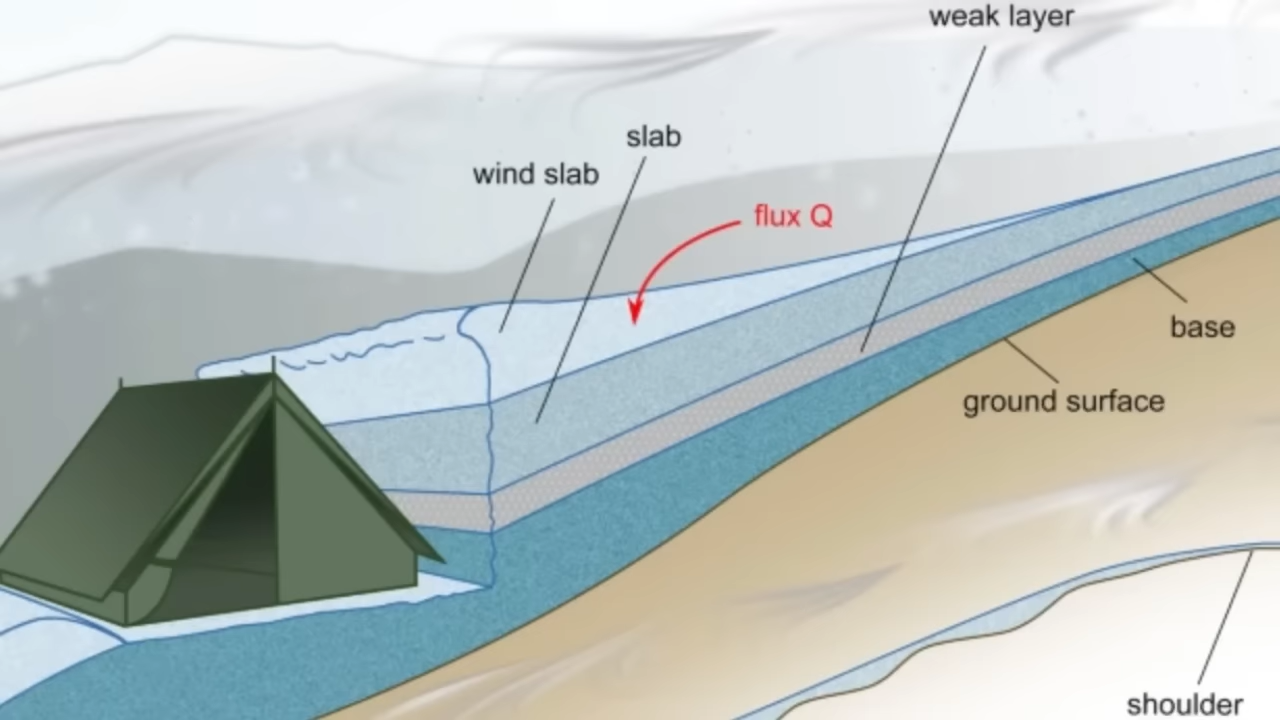 weak layer
slab
wind slab
flux Q
base
ground surface
shoulder